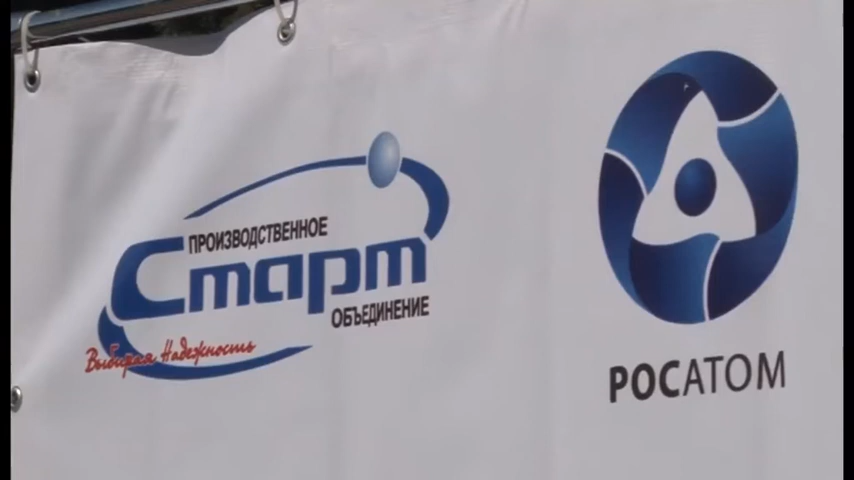 ПРОИЗВОДСТВЕННОЕ
Старт
ОБЪЕДИНЕНИЕ
Выбирая Надежность
РОСАТОМ